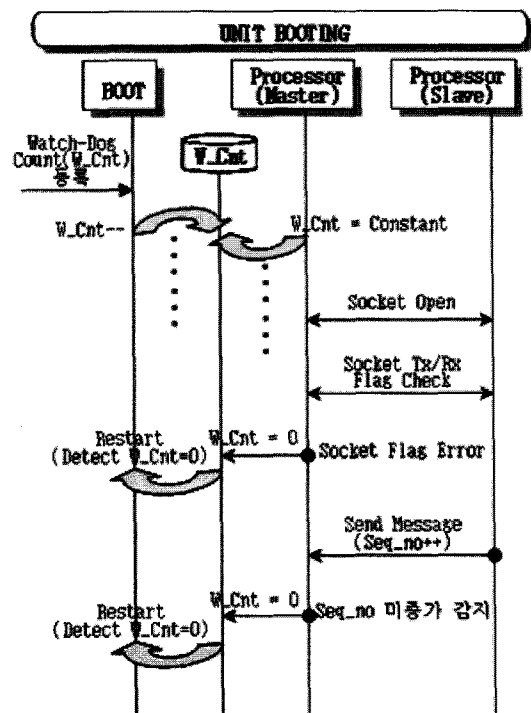 UNIT BOOTING
BOOT
Processor
(Master)
Processor
(Slave)
Watch-Dog
Count(W_Cnt)
등록
W_Cnt
W_Cnt--
W_Cnt = Constant
Socket Open
Socket Tx/Rx
Flag Check
Restart
(Detect W_Cnt=0)
W_Cnt = 0
Socket Flag Error
Send Message
(Seq_no++)
Restart
(Detect W_Cnt=0)
W_Cnt = 0
Seq_no 미증가 감지